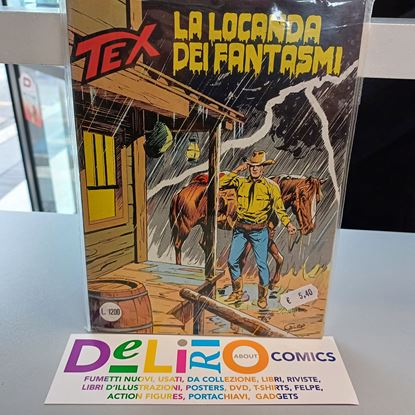 TEX
LA LOCANDA
DEI FANTASMI
L. 1200
€ 5,40
GALEP
DeLiRiO ABOUT COMICS
FUMETTI NUOVI, USATI, DA COLLEZIONE, LIBRI, RIVISTE,
LIBRI D'ILLUSTRAZIONI, POSTERS, DVD, T-SHIRTS, FELPE,
ACTION FIGURES, PORTACHIAVI, GADGETS